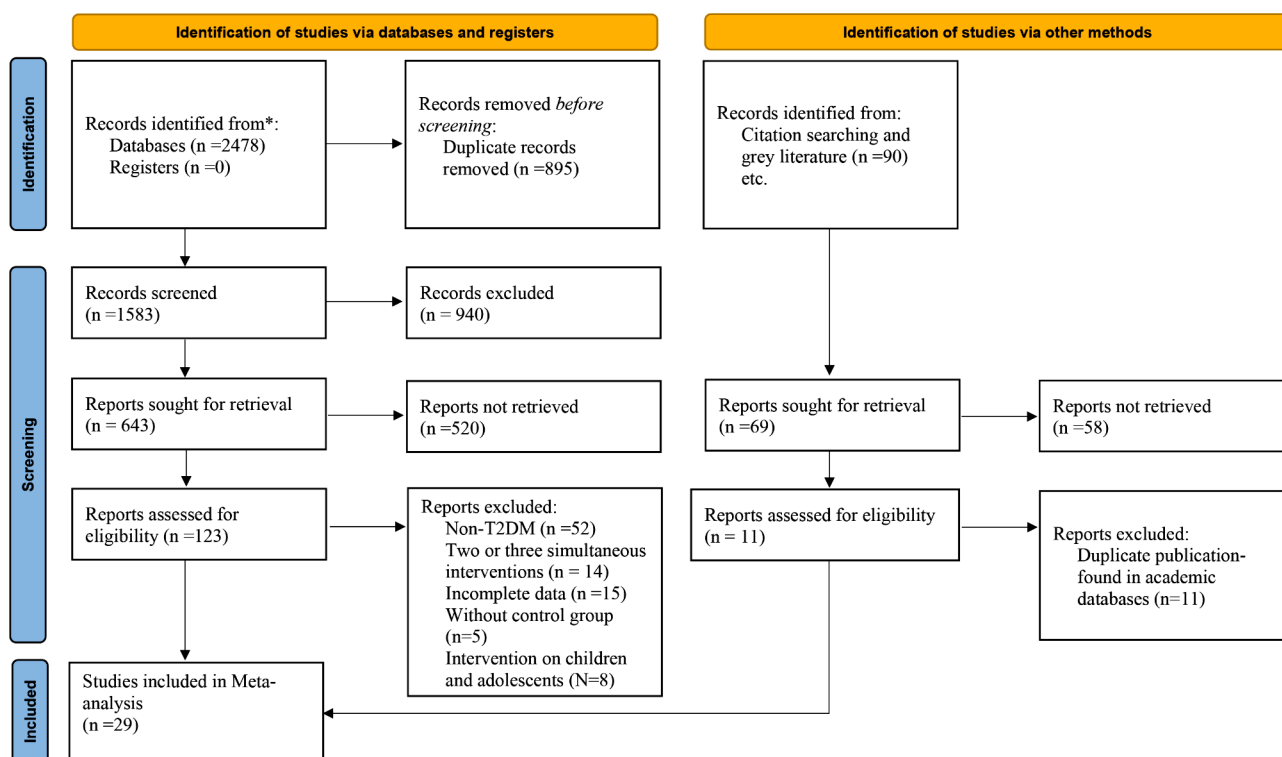 Identification of studies via databases and registers
Identification of studies via other methods
Identification
Records identified from*:
Databases (n =2478)
Registers (n =0)
Records removed before
screening:
Duplicate records
removed (n =895)
Records identified from:
Citation searching and
grey literature (n =90)
etc.
Screening
Records screened
(n =1583)
Records excluded
(n = 940)
Reports sought for retrieval
(n = 643)
Reports not retrieved
(n =520)
Reports sought for retrieval
(n =69)
Reports not retrieved
(n =58)
Reports assessed for
eligibility (n =123)
Reports excluded:
Non-T2DM (n =52)
Two or three simultaneous
interventions (n = 14)
Incomplete data (n =15)
Without control group
(n=5)
Intervention on children
and adolescents (N=8)
Reports assessed for eligibility
(n = 11)
Reports excluded:
Duplicate publication-
found in academic
databases (n=11)
Included
Studies included in Meta-
analysis
(n =29)